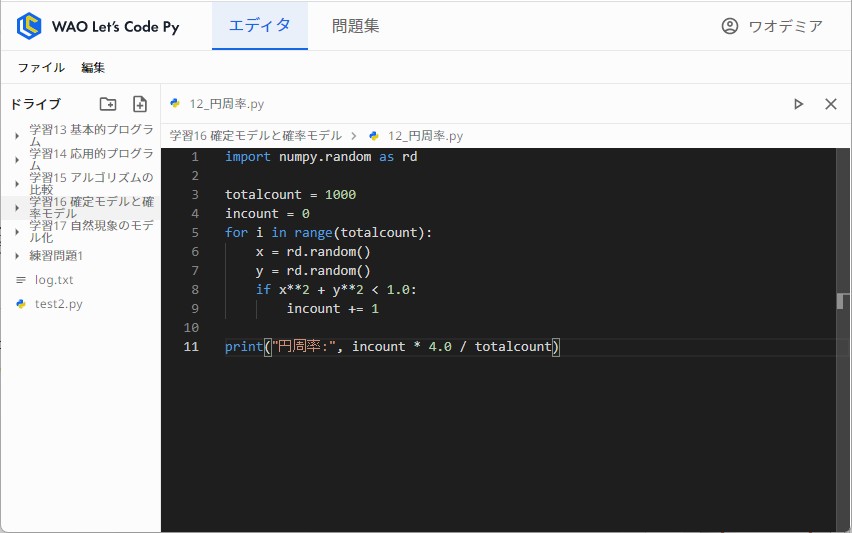 WAO Let's Code Py
エディタ
問題集
ワオデミア
ファイル 編集
ドライブ
学習13 基本的プログラ
ム
学習14 応用的プログラ
ム
学習15 アルゴリズムの
比較
学習16 確定モデルと確
率モデル
学習17 自然現象のモデ
ル化
練習問題1
log.txt
test2.py
12_円周率.py
学習16 確定モデルと確率モデル > 12_円周率.py
1 import numpy.random as rd
2
3 totalcount = 1000
4 incount = 0
5 for i in range(totalcount):
6 x = rd.random()
7 y = rd.random()
8 if x**2 + y**2 < 1.0:
9 incount += 1
10
11 print("円周率:", incount * 4.0 / totalcount)